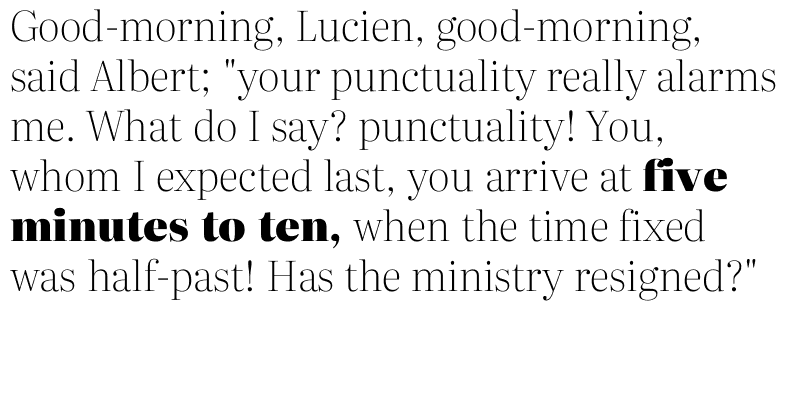 Good-morning, Lucien, good-morning,
said Albert; "your punctuality really alarms
me. What do I say? punctuality! You,
whom I expected last, you arrive at five
minutes to ten, when the time fixed
was half-past! Has the ministry resigned?"